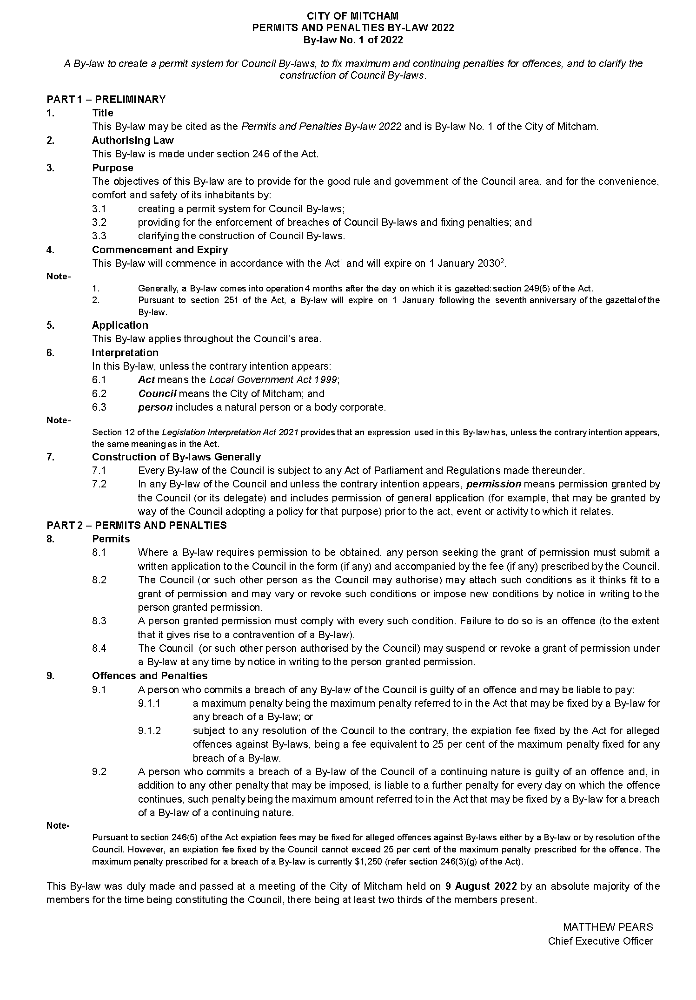 CITY OF MITCHAM
PERMITS AND PENALTIES BY-LAW 2022
By-law No. 1 of 2022
A By-law to create a permit system for Council By-laws, to fix maximum and continuing penalties for offences, and to clarify the
construction of Council By-laws.
PART 1 – PRELIMINARY
1. Title
This By-law may be cited as the Permits and Penalties By-law 2022 and is By-law No. 1 of the City of Mitcham.
2. Authorising Law
This By-law is made under section 246 of the Act.
3. Purpose
The objectives of this By-law are to provide for the good rule and government of the Council area, and for the convenience,
comfort and safety of its inhabitants by:
3.1 creating a permit system for Council By-laws;
3.2 providing for the enforcement of breaches of Council By-laws and fixing penalties; and
3.3 clarifying the construction of Council By-laws.
4. Commencement and Expiry
This By-law will commence in accordance with the Act1 and will expire on 1 January 20302.
Note-
1. Generally, a By-law comes into operation 4 months after the day on which it is gazetted: section 249(5) of the Act.
2. Pursuant to section 251 of the Act, a By-law will expire on 1 January following the seventh anniversary of the gazettal of the
By-law.
5. Application
This By-law applies throughout the Council’s area.
6. Interpretation
In this By-law, unless the contrary intention appears:
6.1 Act means the Local Government Act 1999;
6.2 Council means the City of Mitcham; and
6.3 person includes a natural person or a body corporate.
Note-
Section 12 of the Legislation Interpretation Act 2021 provides that an expression used in this By-law has, unless the contrary intention appears,
the same meaning as in the Act.
7. Construction of By-laws Generally
7.1 Every By-law of the Council is subject to any Act of Parliament and Regulations made thereunder.
7.2 In any By-law of the Council and unless the contrary intention appears, permission means permission granted by
the Council (or its delegate) and includes permission of general application (for example, that may be granted by
way of the Council adopting a policy for that purpose) prior to the act, event or activity to which it relates.
PART 2 – PERMITS AND PENALTIES
8. Permits
8.1 Where a By-law requires permission to be obtained, any person seeking the grant of permission must submit a
written application to the Council in the form (if any) and accompanied by the fee (if any) prescribed by the Council.
8.2 The Council (or such other person as the Council may authorise) may attach such conditions as it thinks fit to a
grant of permission and may vary or revoke such conditions or impose new conditions by notice in writing to the
person granted permission.
8.3 A person granted permission must comply with every such condition. Failure to do so is an offence (to the extent
that it gives rise to a contravention of a By-law).
8.4 The Council (or such other person authorised by the Council) may suspend or revoke a grant of permission under
a By-law at any time by notice in writing to the person granted permission.
9. Offences and Penalties
9.1 A person who commits a breach of any By-law of the Council is guilty of an offence and may be liable to pay:
9.1.1 a maximum penalty being the maximum penalty referred to in the Act that may be fixed by a By-law for
any breach of a By-law; or
9.1.2 subject to any resolution of the Council to the contrary, the expiation fee fixed by the Act for alleged
offences against By-laws, being a fee equivalent to 25 per cent of the maximum penalty fixed for any
breach of a By-law.
9.2 A person who commits a breach of a By-law of the Council of a continuing nature is guilty of an offence and, in
addition to any other penalty that may be imposed, is liable to a further penalty for every day on which the offence
continues, such penalty being the maximum amount referred to in the Act that may be fixed by a By-law for a breach
of a By-law of a continuing nature.
Note-
Pursuant to section 246(5) of the Act expiation fees may be fixed for alleged offences against By-laws either by a By-law or by resolution of the
Council. However, an expiation fee fixed by the Council cannot exceed 25 per cent of the maximum penalty prescribed for the offence. The
maximum penalty prescribed for a breach of a By-law is currently $1,250 (refer section 246(3)(g) of the Act).
This By-law was duly made and passed at a meeting of the City of Mitcham held on 9 August 2022 by an absolute majority of the
members for the time being constituting the Council, there being at least two thirds of the members present.
MATTHEW PEARS
Chief Executive Officer